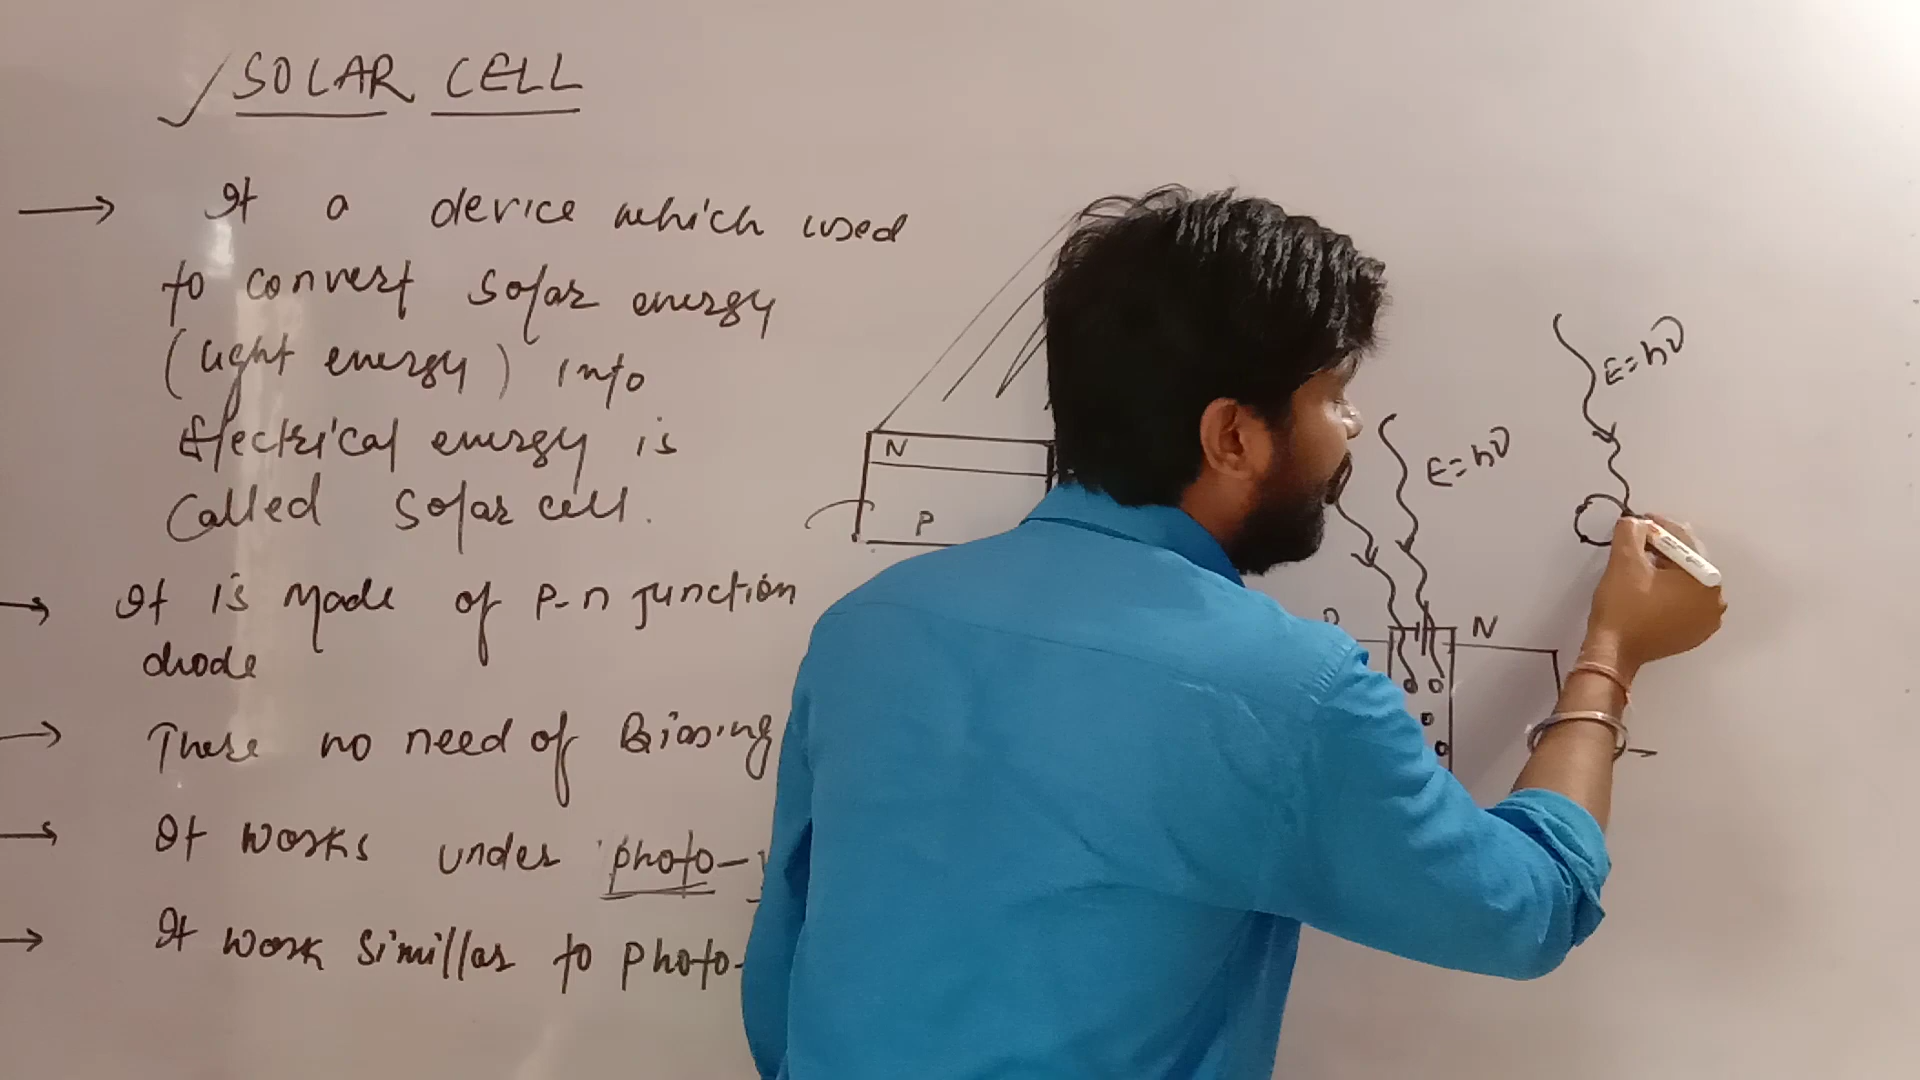 SOLAR CELL
→ It a device which used
to convert Solar energy
(light energy) into
Electrical energy is
Called Solar cell.
→ It is made of P-n Junction
diode
→ There no need of Biasing
→ It works under photo-
→ It work Simillar to photo-
N
P
E=hν
E=hν
N